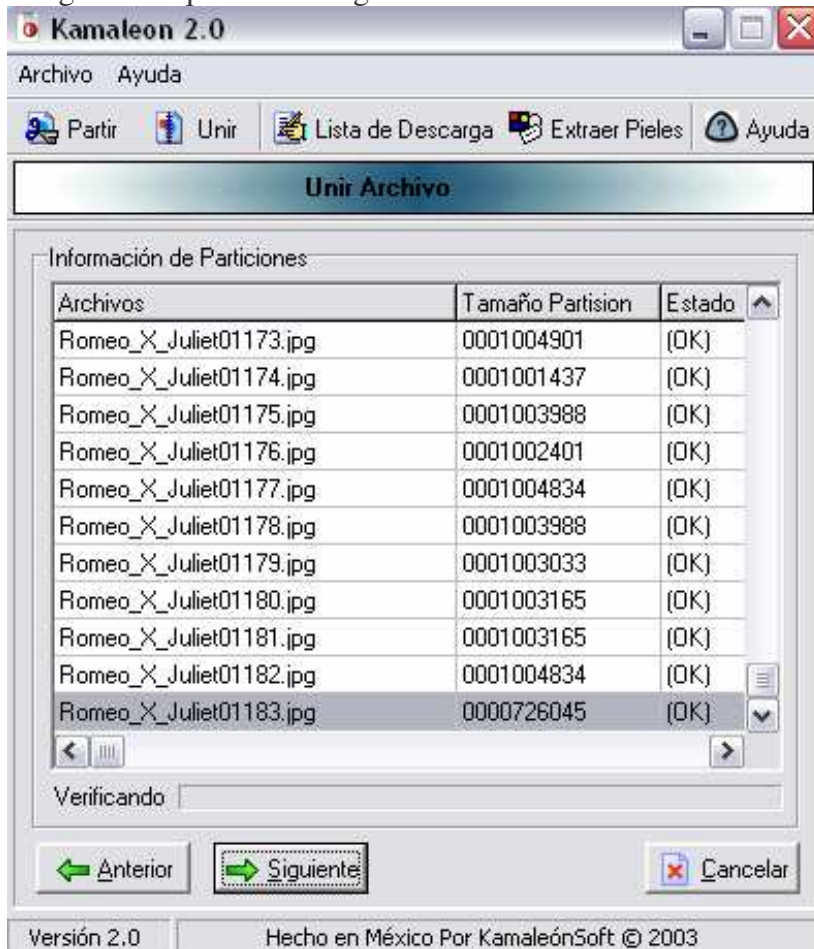 Kamaleon 2.0
Archivo Ayuda
Partir Unir Lista de Descarga Extraer Pieles Ayuda
Unir Archivo
Información de Particiones
Archivos Tamaño Partision Estado
Romeo_X_Juliet01173.jpg 0001004901 (OK)
Romeo_X_Juliet01174.jpg 0001001437 (OK)
Romeo_X_Juliet01175.jpg 0001003988 (OK)
Romeo_X_Juliet01176.jpg 0001002401 (OK)
Romeo_X_Juliet01177.jpg 0001004834 (OK)
Romeo_X_Juliet01178.jpg 0001003988 (OK)
Romeo_X_Juliet01179.jpg 0001003033 (OK)
Romeo_X_Juliet01180.jpg 0001003165 (OK)
Romeo_X_Juliet01181.jpg 0001003165 (OK)
Romeo_X_Juliet01182.jpg 0001004834 (OK)
Romeo_X_Juliet01183.jpg 0000726045 (OK)
Verificando
Anterior Siguiente Cancelar
Versión 2.0 Hecho en México Por KamaleónSoft © 2003